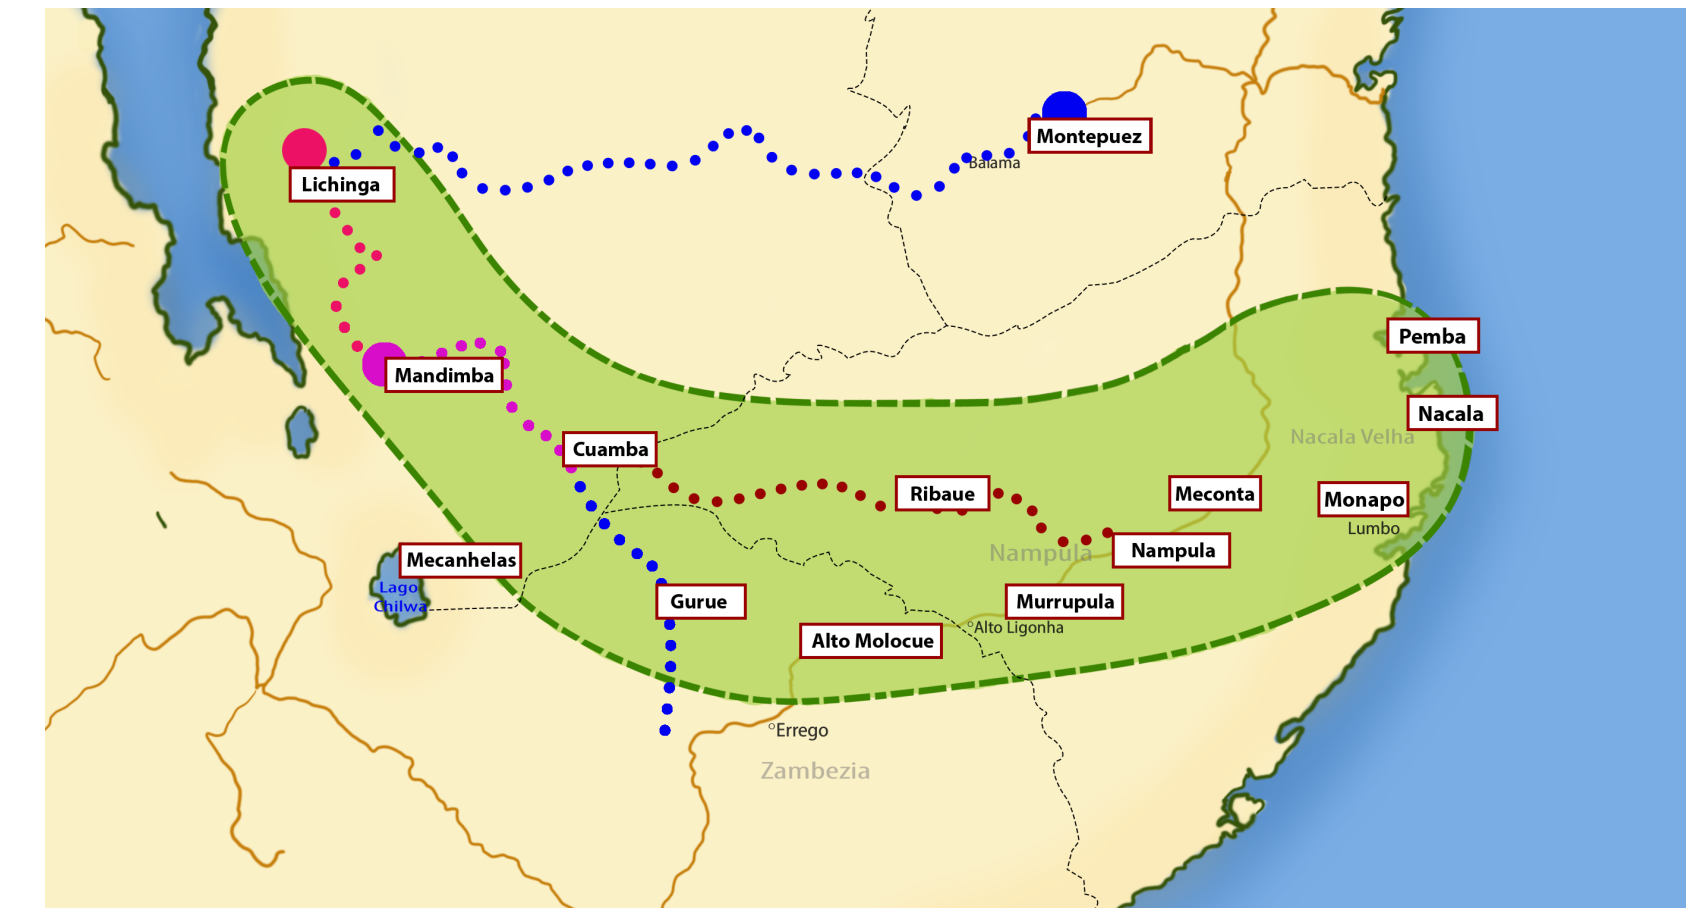 Montepuez
Balama
Lichinga
Pemba
Mandimba
Nacala
Nacala Velha
Cuamba
Ribaue
Meconta
Monapo
Lumbo
Nampula
Nampula
Mecanhelas
Lago
Chilwa
Gurue
Murrupula
Alto Ligonha
Alto Molocue
Errego
Zambezia